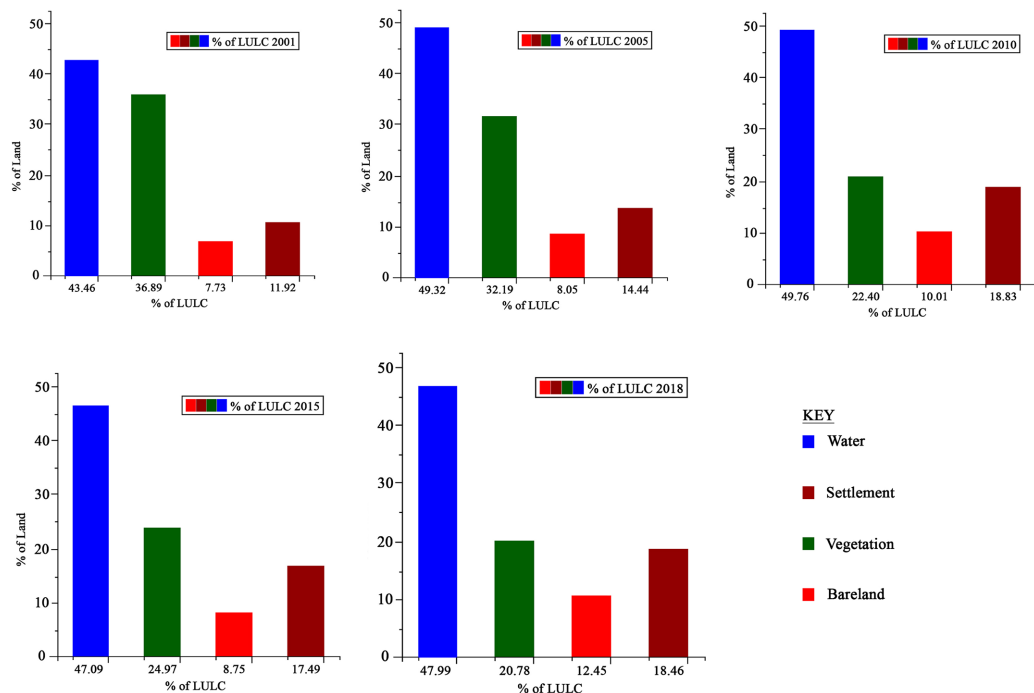 % of LULC 2001
50
40
30
20
10
0
% of Land
43.46 36.89 7.73 11.92
% of LULC
% of LULC 2005
50
40
30
20
10
0
% of Land
49.32 32.19 8.05 14.44
% of LULC
% of LULC 2010
50
40
30
20
10
0
% of Land
49.76 22.40 10.01 18.83
% of LULC
% of LULC 2015
50
40
30
20
10
0
% of Land
47.09 24.97 8.75 17.49
% of LULC
% of LULC 2018
50
40
30
20
10
0
% of Land
47.99 20.78 12.45 18.46
% of LULC
KEY
Water
Settlement
Vegetation
Bareland